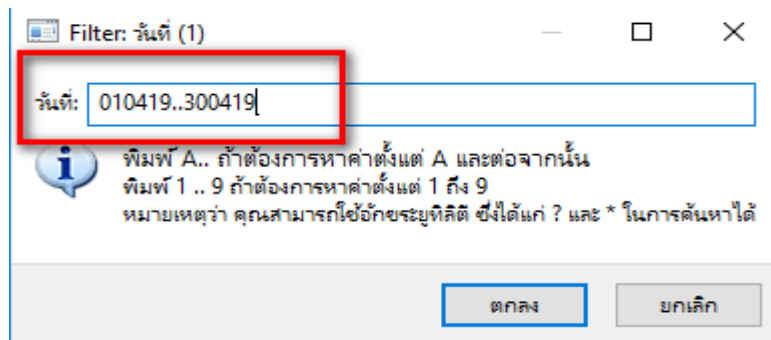 Filter: วันที่ (1)
วันที่: 010419..300419
พิมพ์ A.. ถ้าต้องการหาค่าตั้งแต่ A และต่อจากนั้น
พิมพ์ 1 .. 9 ถ้าต้องการหาค่าตั้งแต่ 1 ถึง 9
หมายเหตุว่า คุณสามารถใช้อักขระยูทิลิตี ซึ่งได้แก่ ? และ * ในการค้นหาได้
ตกลง ยกเลิก